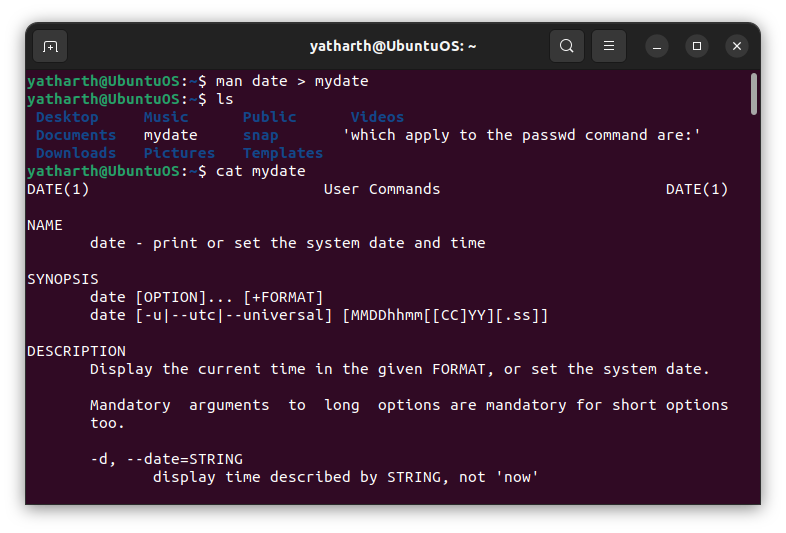 yatharth@UbuntuOS: ~
yatharth@UbuntuOS:~$ man date > mydate
yatharth@UbuntuOS:~$ ls
Desktop Music Public Videos
Documents mydate snap 'which apply to the passwd command are:'
Downloads Pictures Templates
yatharth@UbuntuOS:~$ cat mydate
DATE(1) User Commands DATE(1)
NAME
date - print or set the system date and time
SYNOPSIS
date [OPTION]... [+FORMAT]
date [-u|--utc|--universal] [MMDDhhmm[[CC]YY][.ss]]
DESCRIPTION
Display the current time in the given FORMAT, or set the system date.
Mandatory arguments to long options are mandatory for short options
too.
-d, --date=STRING
display time described by STRING, not 'now'